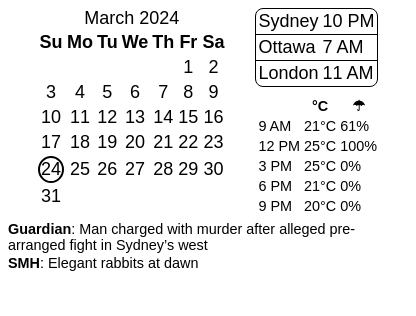 March 2024
Su Mo Tu We Th Fr Sa
1 2
3 4 5 6 7 8 9
10 11 12 13 14 15 16
17 18 19 20 21 22 23
24 25 26 27 28 29 30
31
Sydney 10 PM
Ottawa 7 AM
London 11 AM
°C ☂
9 AM 21°C 61%
12 PM 25°C 100%
3 PM 25°C 0%
6 PM 21°C 0%
9 PM 20°C 0%
Guardian: Man charged with murder after alleged pre-
arranged fight in Sydney’s west
SMH: Elegant rabbits at dawn